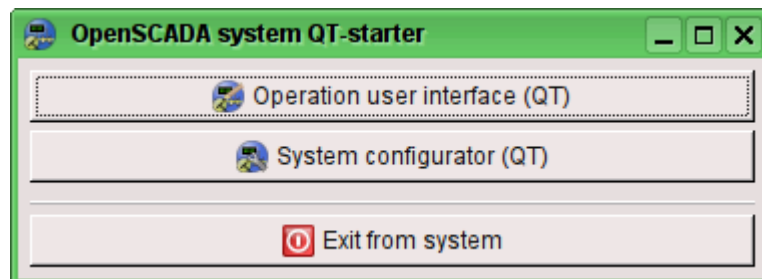 OpenSCADA system QT-starter
Operation user interface (QT)
System configurator (QT)
Exit from system